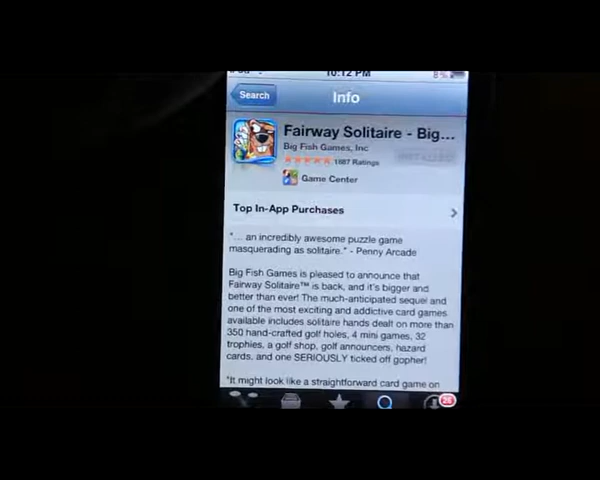 10:12 PM 8%
Search Info
Fairway Solitaire - Big...
Big Fish Games, Inc
1687 Ratings
INSTALLED
Game Center
Top In-App Purchases
"... an incredibly awesome puzzle game
masquerading as solitaire." - Penny Arcade
Big Fish Games is pleased to announce that
Fairway Solitaire™ is back, and it's bigger and
better than ever! The much-anticipated sequel and
one of the most exciting and addictive card games
available includes solitaire hands dealt on more than
350 hand-crafted golf holes, 4 mini games, 32
trophies, a golf shop, golf announcers, hazard
cards, and one SERIOUSLY ticked off gopher!
"It might look like a straightforward card game on